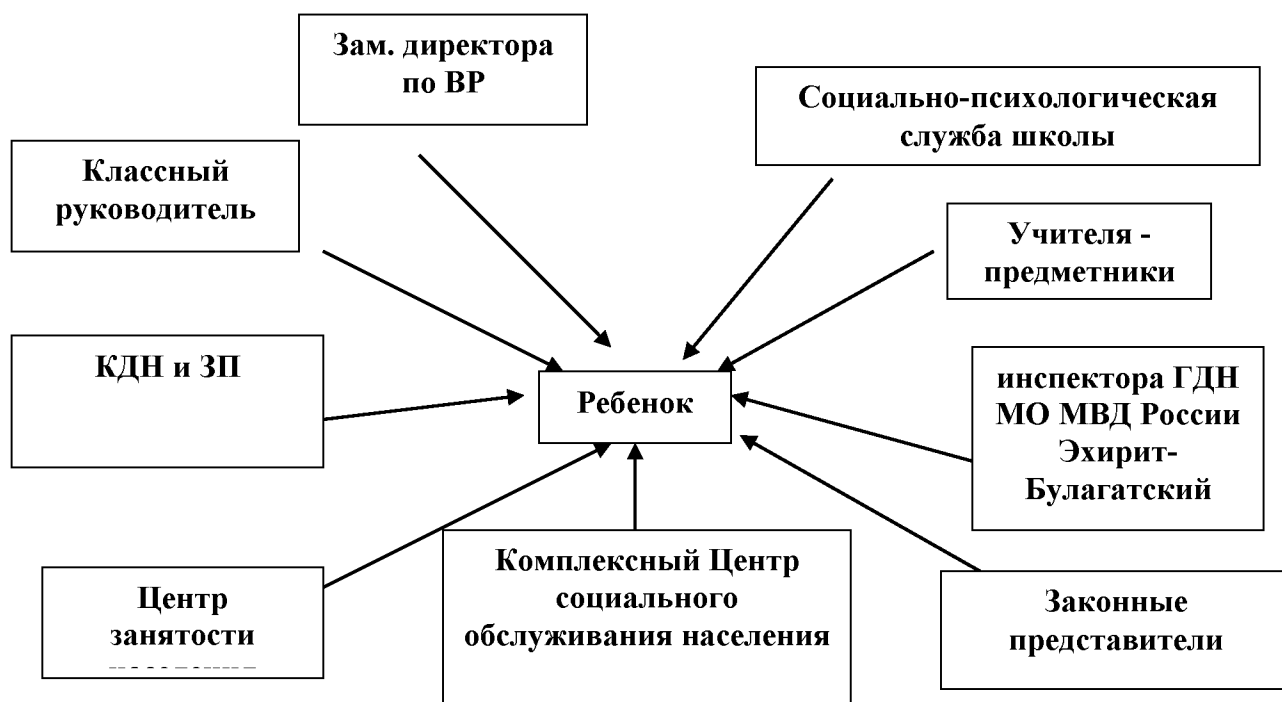 Зам. директора
по ВР
Социально-психологическая
служба школы
Классный
руководитель
Учителя -
предметники
КДН и ЗП
Ребенок
инспектора ГДН
МО МВД России
Эхирит-
Булагатский
Центр
занятости
Комплексный Центр
социального
обслуживания населения
Законные
представители